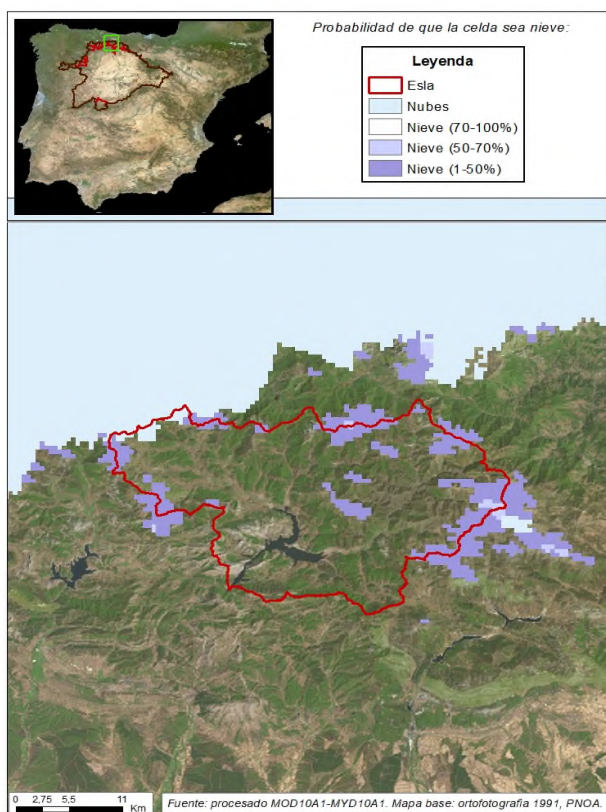 Probabilidad de que la celda sea nieve:
Leyenda
Esla
Nubes
Nieve (70-100%)
Nieve (50-70%)
Nieve (1-50%)
0 2,75 5,5 11
Km
Fuente: procesado MOD10A1-MYD10A1. Mapa base: ortofotografia 1991, PNOA